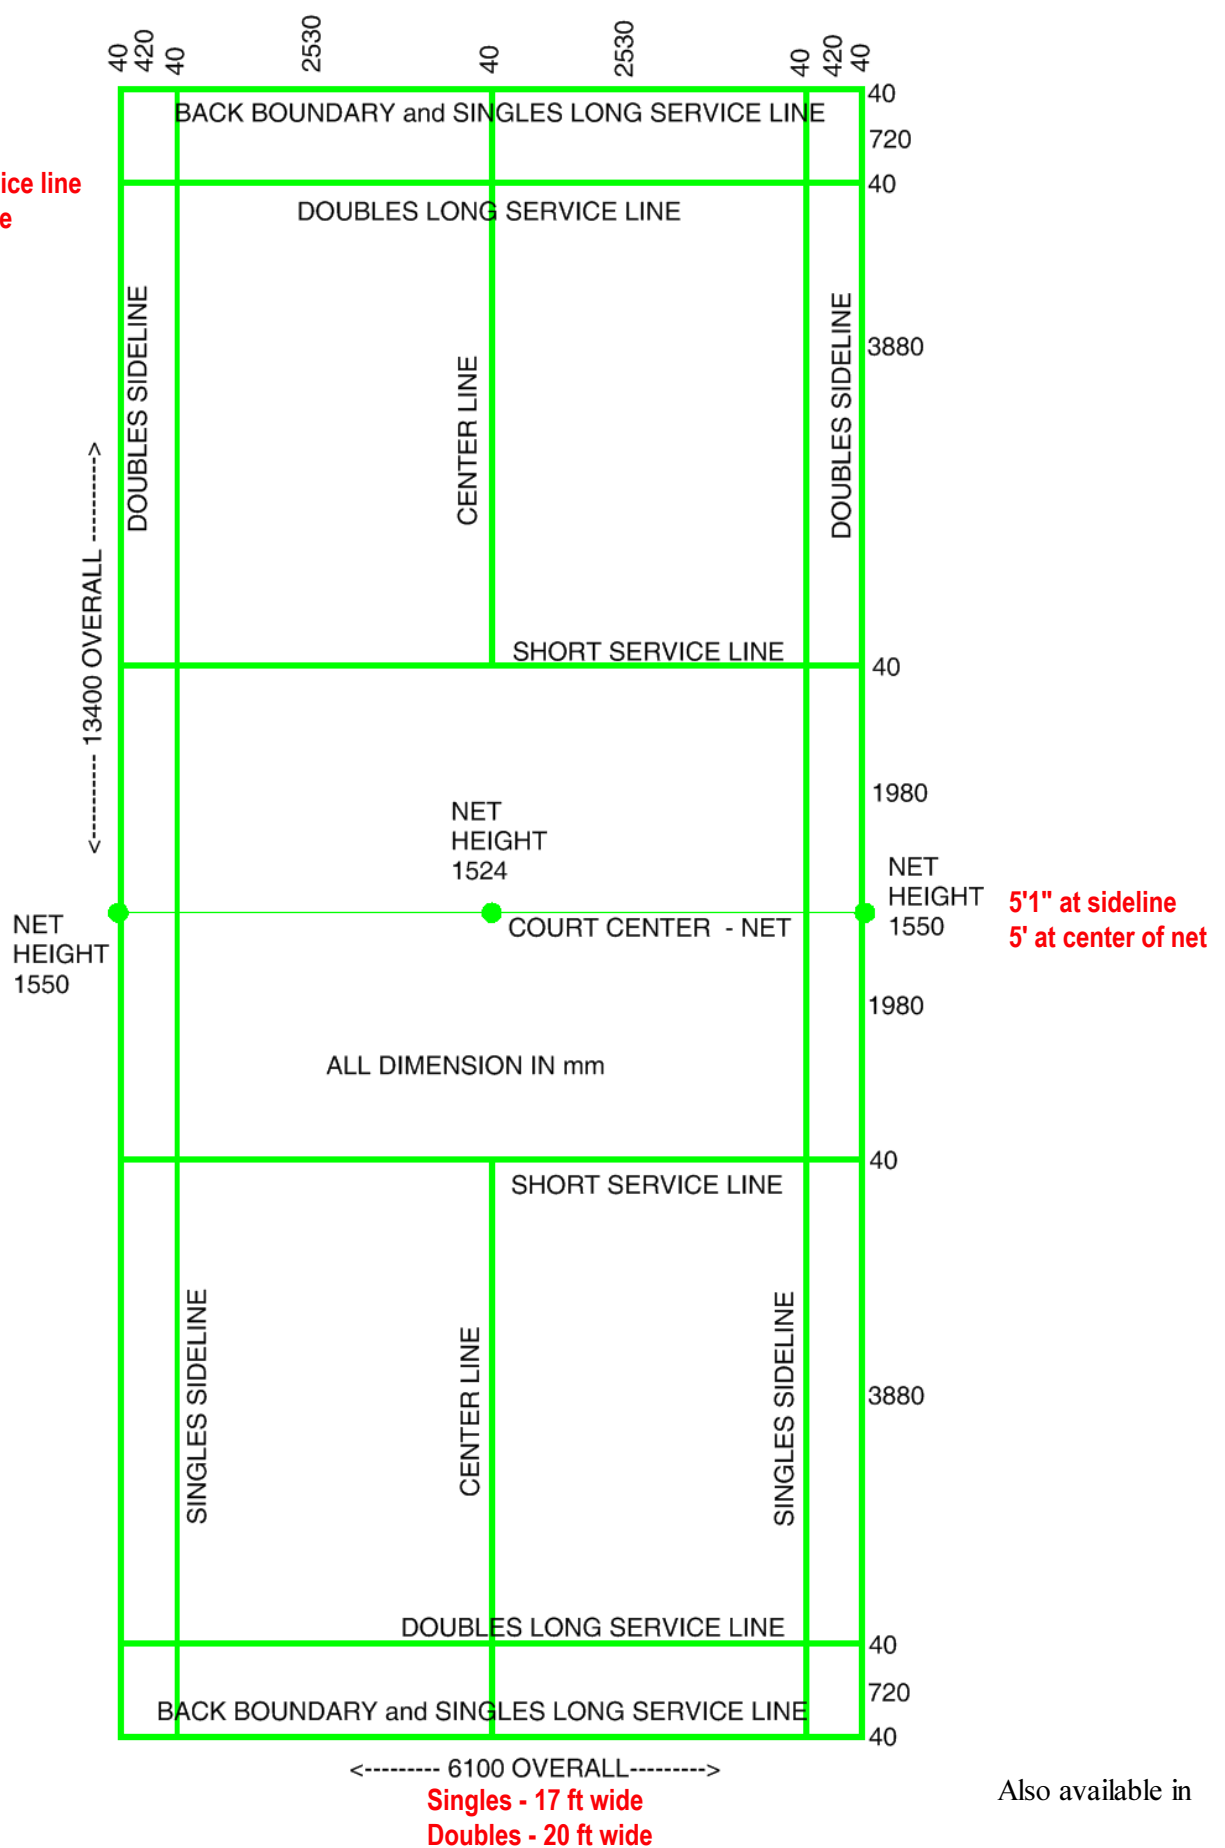 40
420
40
2530
40
2530
40
420
40
40
BACK BOUNDARY and SINGLES LONG SERVICE LINE
720
ice line
40
e
DOUBLES LONG SERVICE LINE
DOUBLES SIDELINE
CENTER LINE
DOUBLES SIDELINE
3880
<--------- 13400 OVERALL ---------->
SHORT SERVICE LINE
40
1980
NET
HEIGHT
1524
NET
HEIGHT
1550
5'1" at sideline
5' at center of net
COURT CENTER - NET
NET
HEIGHT
1550
1980
ALL DIMENSION IN mm
40
SHORT SERVICE LINE
SINGLES SIDELINE
CENTER LINE
SINGLES SIDELINE
3880
DOUBLES LONG SERVICE LINE
40
720
BACK BOUNDARY and SINGLES LONG SERVICE LINE
40
<--------- 6100 OVERALL--------->
Singles - 17 ft wide
Doubles - 20 ft wide
Also available in